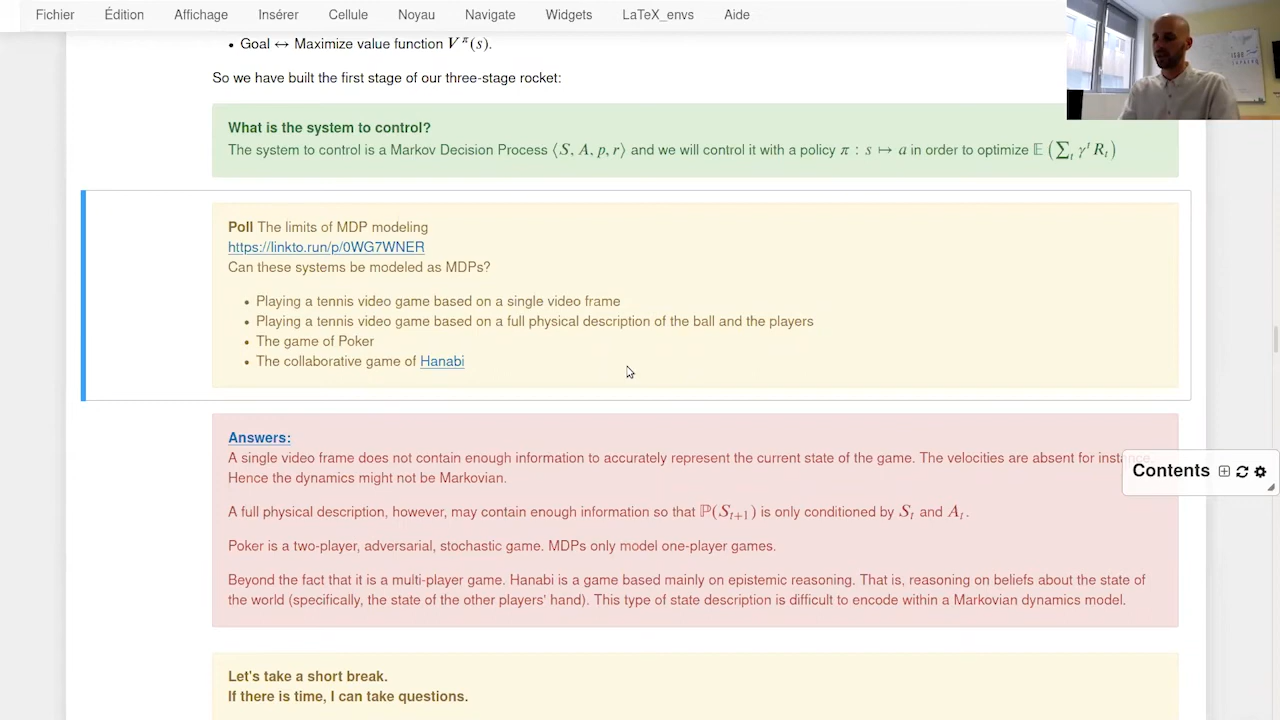 Fichier Édition Affichage Insérer Cellule Noyau Navigate Widgets LaTeX_envs Aide
• Goal ↔ Maximize value function V^π(s).
So we have built the first stage of our three-stage rocket:
What is the system to control?
The system to control is a Markov Decision Process ⟨S, A, p, r⟩ and we will control it with a policy π : s ↦ a in order to optimize 𝔼 (∑_t γ^t R_t)
Poll The limits of MDP modeling
https://linkto.run/p/0WG7WNER
Can these systems be modeled as MDPs?
• Playing a tennis video game based on a single video frame
• Playing a tennis video game based on a full physical description of the ball and the players
• The game of Poker
• The collaborative game of Hanabi
Answers:
A single video frame does not contain enough information to accurately represent the current state of the game. The velocities are absent for instance.
Hence the dynamics might not be Markovian.
Contents
A full physical description, however, may contain enough information so that ℙ(S_{t+1}) is only conditioned by S_t and A_t.
Poker is a two-player, adversarial, stochastic game. MDPs only model one-player games.
Beyond the fact that it is a multi-player game. Hanabi is a game based mainly on epistemic reasoning. That is, reasoning on beliefs about the state of
the world (specifically, the state of the other players' hand). This type of state description is difficult to encode within a Markovian dynamics model.
Let's take a short break.
If there is time, I can take questions.